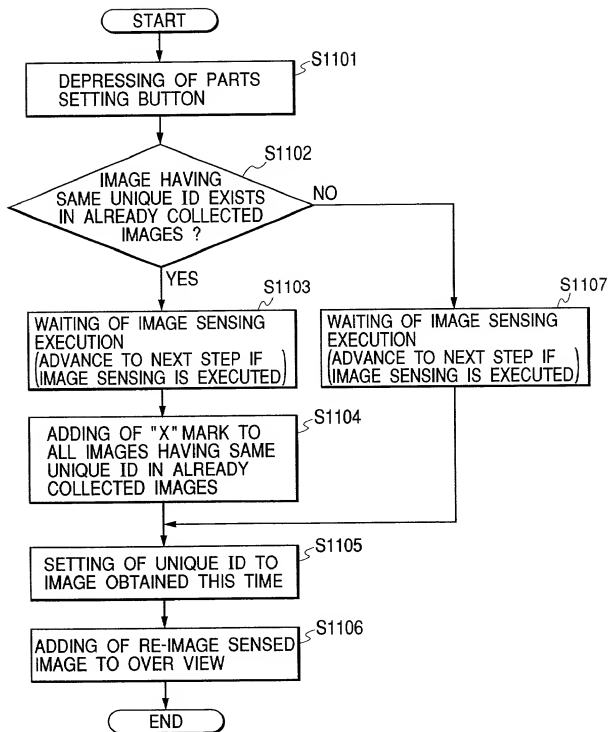 START
S1101
DEPRESSING OF PARTS
SETTING BUTTON
S1102
IMAGE HAVING
SAME UNIQUE ID EXISTS
IN ALREADY COLLECTED
IMAGES ?
NO
YES
S1103
WAITING OF IMAGE SENSING
EXECUTION
(ADVANCE TO NEXT STEP IF
IMAGE SENSING IS EXECUTED)
S1107
WAITING OF IMAGE SENSING
EXECUTION
(ADVANCE TO NEXT STEP IF
IMAGE SENSING IS EXECUTED)
S1104
ADDING OF "X" MARK TO
ALL IMAGES HAVING SAME
UNIQUE ID IN ALREADY
COLLECTED IMAGES
S1105
SETTING OF UNIQUE ID TO
IMAGE OBTAINED THIS TIME
S1106
ADDING OF RE-IMAGE SENSED
IMAGE TO OVER VIEW
END